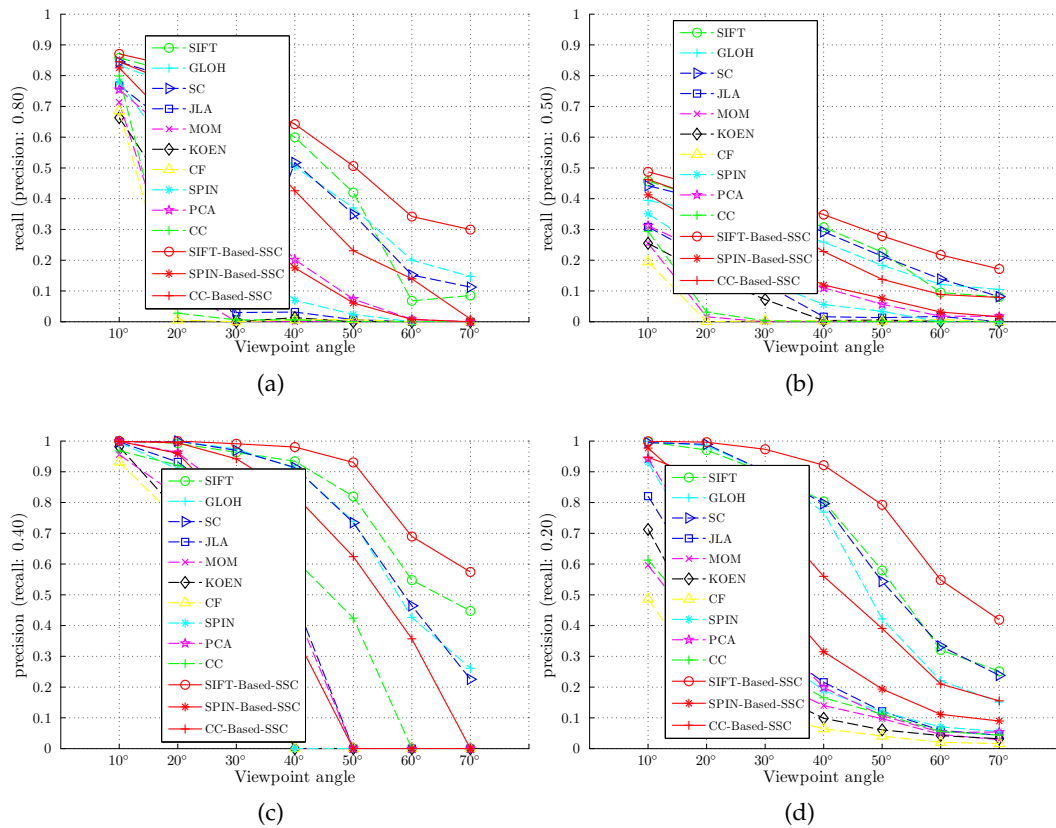 1
0.9
0.8
0.7
0.6
0.5
0.4
0.3
0.2
0.1
0
recall (precision: 0.80)
SIFT
GLOH
SC
JLA
MOM
KOEN
CF
SPIN
PCA
CC
SIFT-Based-SSC
SPIN-Based-SSC
CC-Based-SSC
10° 20° 30° 40° 50° 60° 70°
Viewpoint angle
(a)
1
0.9
0.8
0.7
0.6
0.5
0.4
0.3
0.2
0.1
0
recall (precision: 0.50)
SIFT
GLOH
SC
JLA
MOM
KOEN
CF
SPIN
PCA
CC
SIFT-Based-SSC
SPIN-Based-SSC
CC-Based-SSC
10° 20° 30° 40° 50° 60° 70°
Viewpoint angle
(b)
1
0.9
0.8
0.7
0.6
0.5
0.4
0.3
0.2
0.1
0
precision (recall: 0.40)
SIFT
GLOH
SC
JLA
MOM
KOEN
CF
SPIN
PCA
CC
SIFT-Based-SSC
SPIN-Based-SSC
CC-Based-SSC
10° 20° 30° 40° 50° 60° 70°
Viewpoint angle
(c)
1
0.9
0.8
0.7
0.6
0.5
0.4
0.3
0.2
0.1
0
precision (recall: 0.20)
SIFT
GLOH
SC
JLA
MOM
KOEN
CF
SPIN
PCA
CC
SIFT-Based-SSC
SPIN-Based-SSC
CC-Based-SSC
10° 20° 30° 40° 50° 60° 70°
Viewpoint angle
(d)